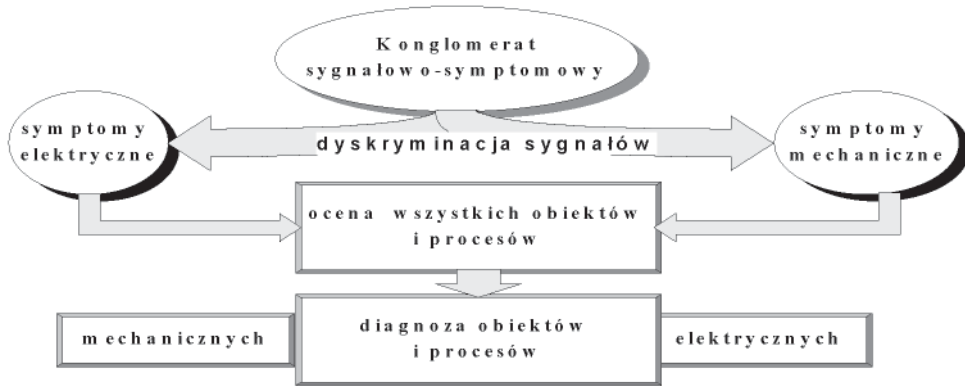 Konglomerat
sygnałowo-symptomowy
symptomy
elektryczne
dyskryminacja sygnałów
symptomy
mechaniczne
ocena wszystkich obiektów
i procesów
mechanicznych
diagnoza obiektów
i procesów
elektrycznych